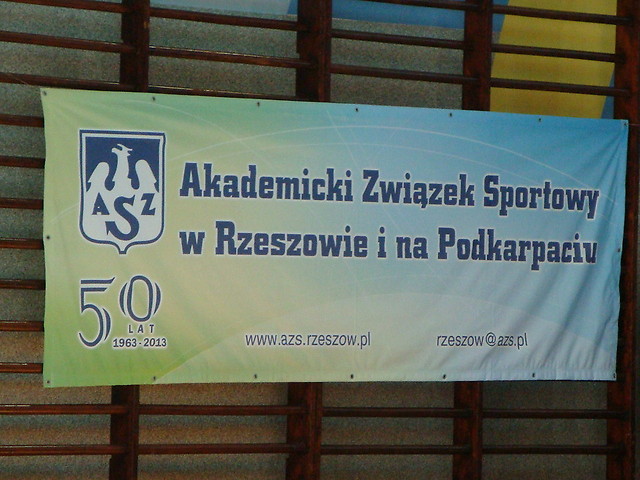 AZS
Akademicki Związek Sportowy
w Rzeszowie i na Podkarpaciu
50
LAT
1963-2013
www.azs.rzeszow.pl
rzeszow@azs.pl